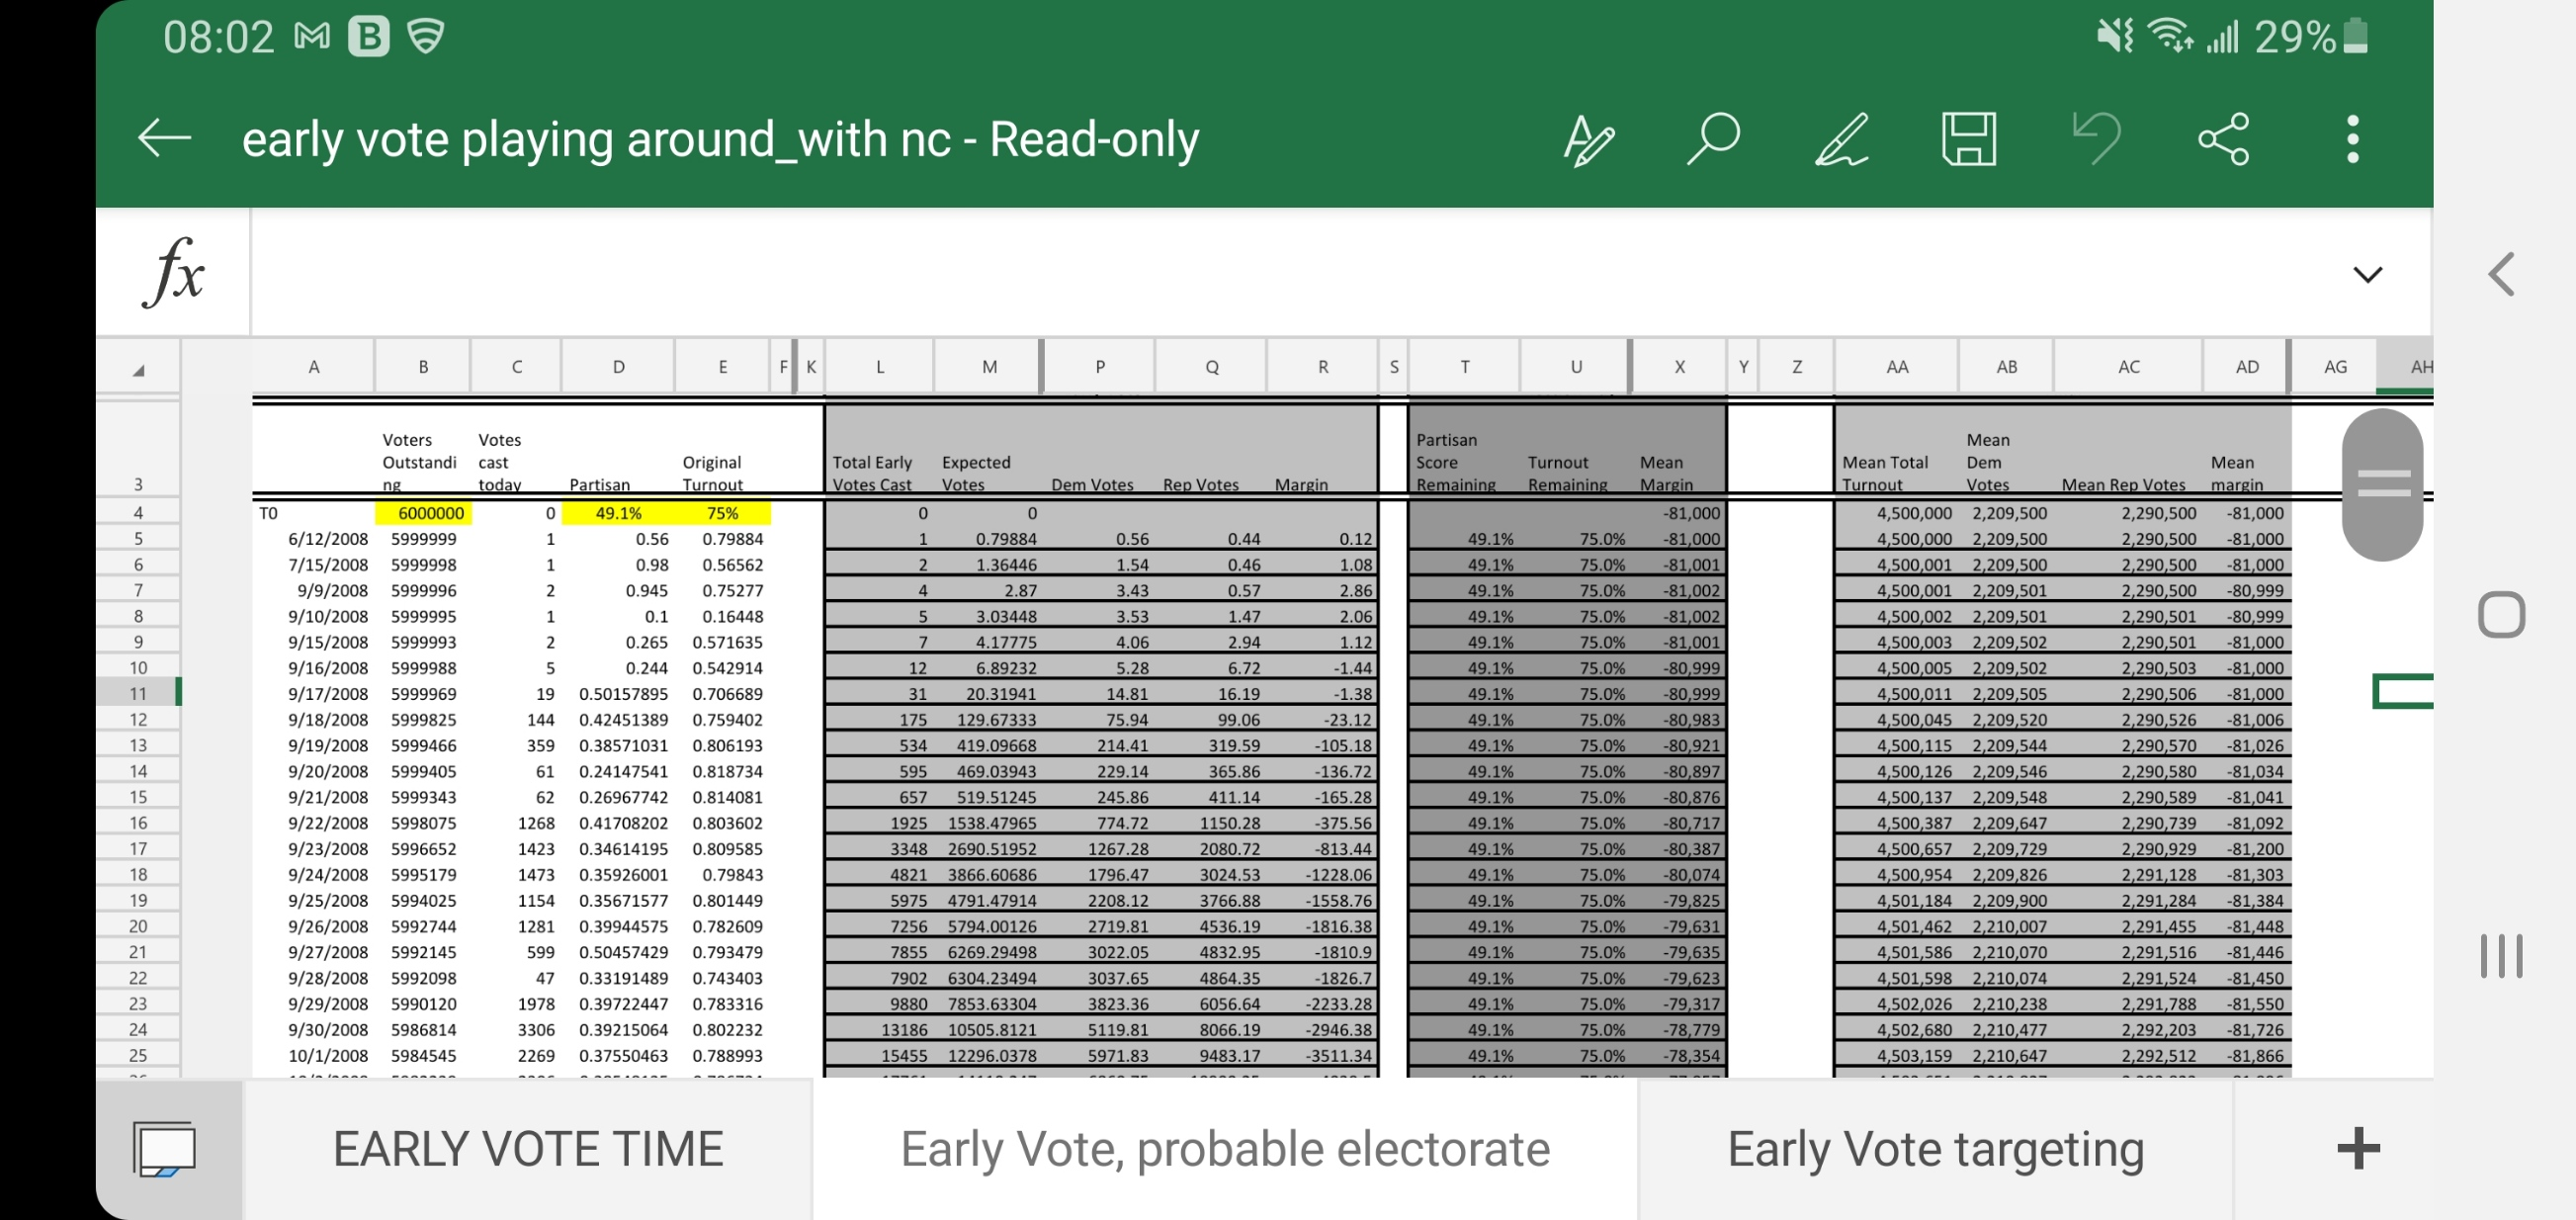 08:02 B 29%
early vote playing around_with nc - Read-only
fx
A B C D E F K L M P Q R S T U X Y Z AA AB AC AD AG AH
3 Voters Outstanding Votes cast today Partisan Original Turnout Total Early Votes Cast Expected Votes Dem Votes Rep Votes Margin Partisan Score Remaining Turnout Remaining Mean Margin Mean Total Turnout Mean Dem Votes Mean Rep Votes Mean margin
4 T0 6000000 0 49.1% 75% 0 0 -81,000 4,500,000 2,209,500 2,290,500 -81,000
5 6/12/2008 5999999 1 0.56 0.79884 1 0.79884 0.56 0.44 0.12 49.1% 75.0% -81,000 4,500,000 2,209,500 2,290,500 -81,000
6 7/15/2008 5999998 1 0.98 0.56562 2 1.36446 1.54 0.46 1.08 49.1% 75.0% -81,001 4,500,001 2,209,500 2,290,500 -81,000
7 9/9/2008 5999996 2 0.945 0.75277 4 2.87 3.43 0.57 2.86 49.1% 75.0% -81,002 4,500,001 2,209,501 2,290,500 -80,999
8 9/10/2008 5999995 1 0.1 0.16448 5 3.03448 3.53 1.47 2.06 49.1% 75.0% -81,002 4,500,002 2,209,501 2,290,501 -80,999
9 9/15/2008 5999993 2 0.265 0.571635 7 4.17775 4.06 2.94 1.12 49.1% 75.0% -81,001 4,500,003 2,209,502 2,290,501 -81,000
10 9/16/2008 5999988 5 0.244 0.542914 12 6.89232 5.28 6.72 -1.44 49.1% 75.0% -80,999 4,500,005 2,209,502 2,290,503 -81,000
11 9/17/2008 5999969 19 0.50157895 0.706689 31 20.31941 14.81 16.19 -1.38 49.1% 75.0% -80,999 4,500,011 2,209,505 2,290,506 -81,000
12 9/18/2008 5999825 144 0.42451389 0.759402 175 129.67333 75.94 99.06 -23.12 49.1% 75.0% -80,983 4,500,045 2,209,520 2,290,526 -81,006
13 9/19/2008 5999466 359 0.38571031 0.806193 534 419.09668 214.41 319.59 -105.18 49.1% 75.0% -80,921 4,500,115 2,209,544 2,290,570 -81,026
14 9/20/2008 5999405 61 0.24147541 0.818734 595 469.03943 229.14 365.86 -136.72 49.1% 75.0% -80,897 4,500,126 2,209,546 2,290,580 -81,034
15 9/21/2008 5999343 62 0.26967742 0.814081 657 519.51245 245.86 411.14 -165.28 49.1% 75.0% -80,876 4,500,137 2,209,548 2,290,589 -81,041
16 9/22/2008 5998075 1268 0.41708202 0.803602 1925 1538.47965 774.72 1150.28 -375.56 49.1% 75.0% -80,717 4,500,387 2,209,647 2,290,739 -81,092
17 9/23/2008 5996652 1423 0.34614195 0.809585 3348 2690.51952 1267.28 2080.72 -813.44 49.1% 75.0% -80,387 4,500,657 2,209,729 2,290,929 -81,200
18 9/24/2008 5995179 1473 0.35926001 0.79843 4821 3866.60686 1796.47 3024.53 -1228.06 49.1% 75.0% -80,074 4,500,954 2,209,826 2,291,128 -81,303
19 9/25/2008 5994025 1154 0.35671577 0.801449 5975 4791.47914 2208.12 3766.88 -1558.76 49.1% 75.0% -79,825 4,501,184 2,209,900 2,291,284 -81,384
20 9/26/2008 5992744 1281 0.39944575 0.782609 7256 5794.00126 2719.81 4536.19 -1816.38 49.1% 75.0% -79,631 4,501,462 2,210,007 2,291,455 -81,448
21 9/27/2008 5992145 599 0.50457429 0.793479 7855 6269.29498 3022.05 4832.95 -1810.9 49.1% 75.0% -79,635 4,501,586 2,210,070 2,291,516 -81,446
22 9/28/2008 5992098 47 0.33191489 0.743403 7902 6304.23494 3037.65 4864.35 -1826.7 49.1% 75.0% -79,623 4,501,598 2,210,074 2,291,524 -81,450
23 9/29/2008 5990120 1978 0.39722447 0.783316 9880 7853.63304 3823.36 6056.64 -2233.28 49.1% 75.0% -79,317 4,502,026 2,210,238 2,291,788 -81,550
24 9/30/2008 5986814 3306 0.39215064 0.802232 13186 10505.8121 5119.81 8066.19 -2946.38 49.1% 75.0% -78,779 4,502,680 2,210,477 2,292,203 -81,726
25 10/1/2008 5984545 2269 0.37550463 0.788993 15455 12296.0378 5971.83 9483.17 -3511.34 49.1% 75.0% -78,354 4,503,159 2,210,647 2,292,512 -81,866
EARLY VOTE TIME Early Vote, probable electorate Early Vote targeting +